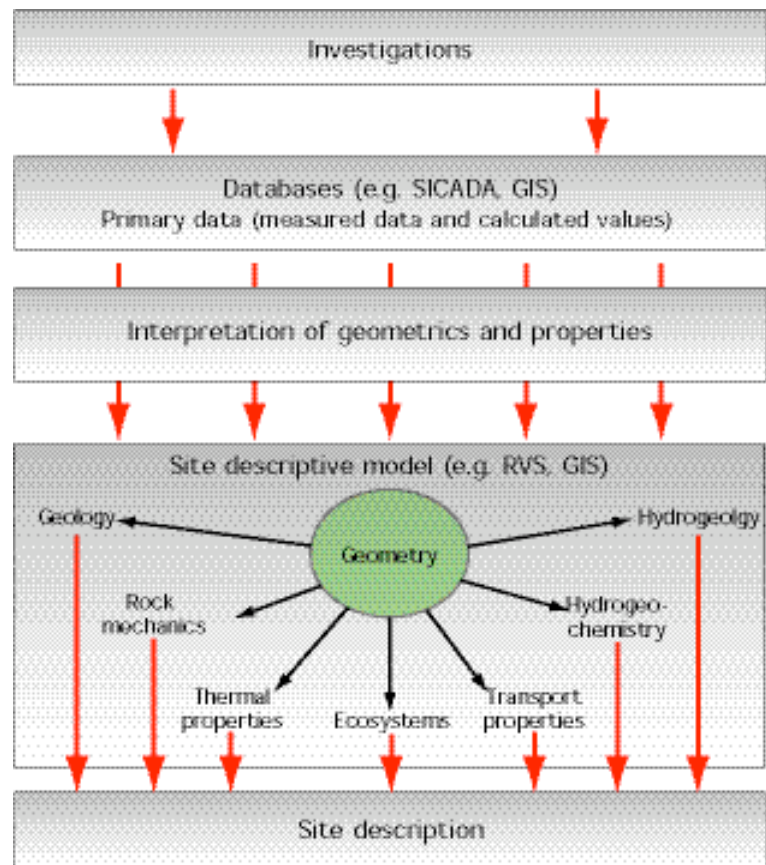 Investigations
Databases (e.g. SICADA, GIS)
Primary data (measured data and calculated values)
Interpretation of geometrics and properties
Site descriptive model (e.g. RVS, GIS)
Geology
Hydrogeolgy
Geometry
Rock
mechanics
Hydrogeo-
chemistry
Thermal
properties
Ecosystems
Transport
properties
Site description